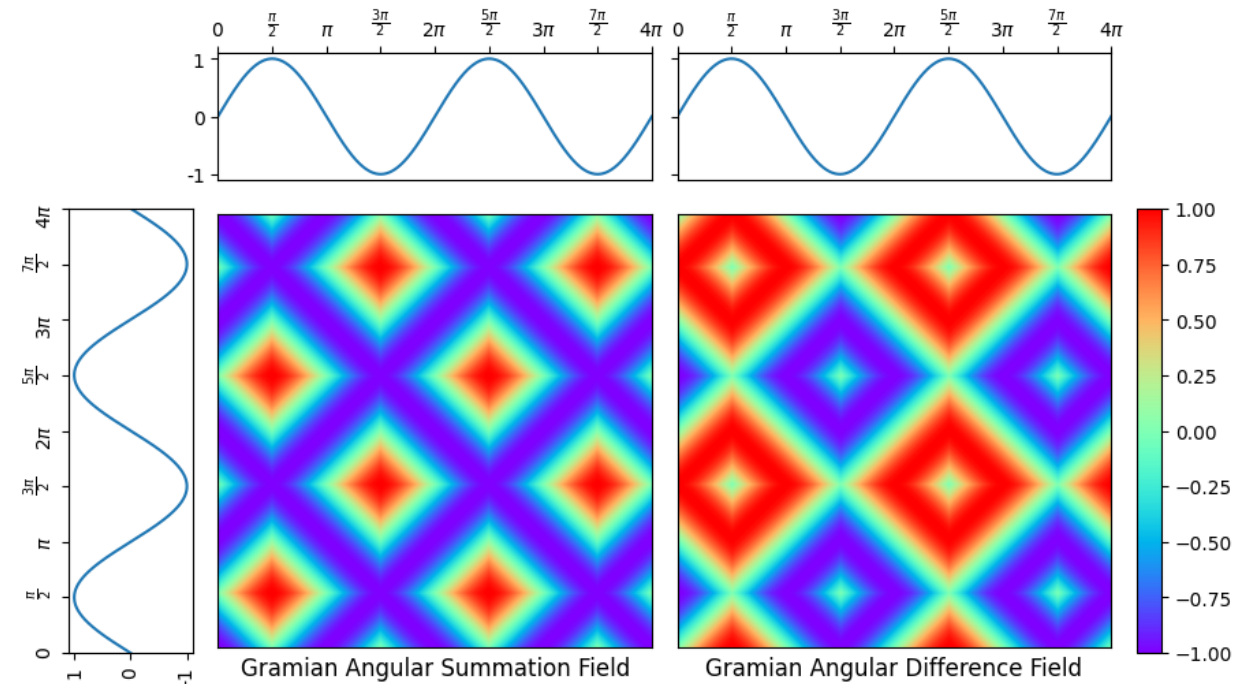 0 π/2 π 3π/2 2π 5π/2 3π 7π/2 4π
0 π/2 π 3π/2 2π 5π/2 3π 7π/2 4π
1
0
-1
4π
7π/2
3π
5π/2
2π
3π/2
π
π/2
0
1 0 -1
1.00
0.75
0.50
0.25
0.00
−0.25
−0.50
−0.75
−1.00
Gramian Angular Summation Field
Gramian Angular Difference Field